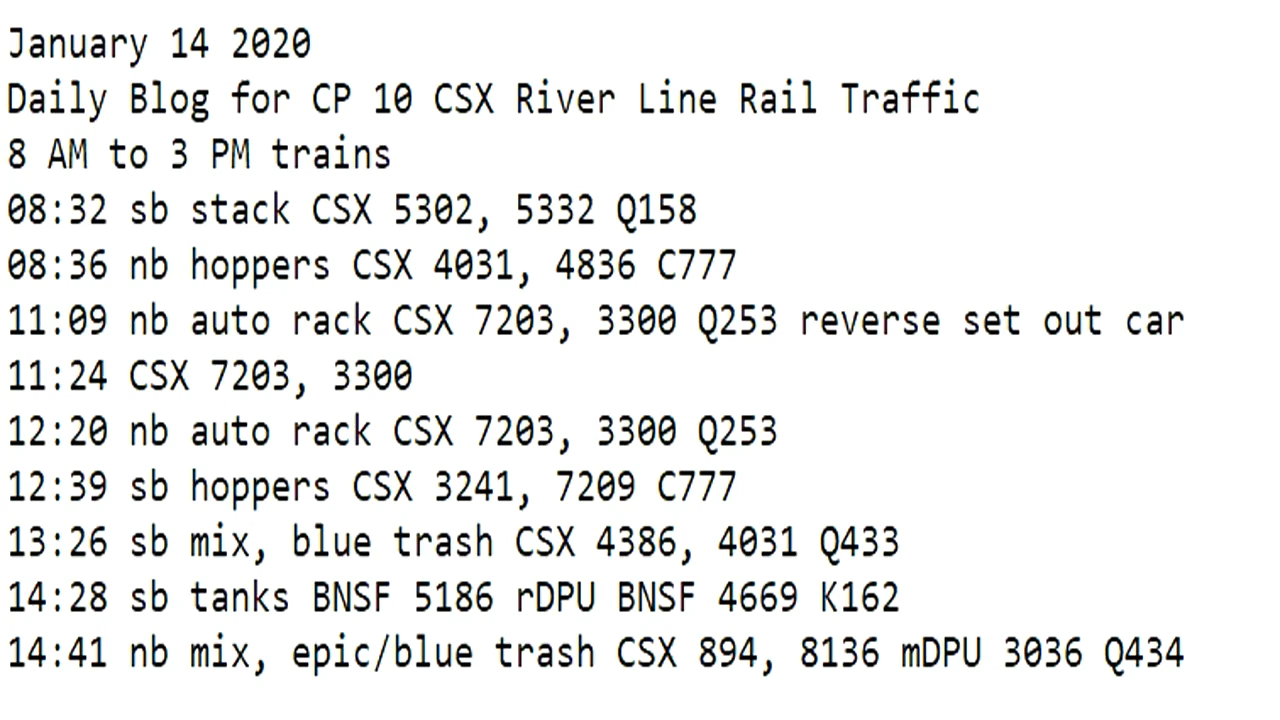 January 14 2020
Daily Blog for CP 10 CSX River Line Rail Traffic
8 AM to 3 PM trains
08:32 sb stack CSX 5302, 5332 Q158
08:36 nb hoppers CSX 4031, 4836 C777
11:09 nb auto rack CSX 7203, 3300 Q253 reverse set out car
11:24 CSX 7203, 3300
12:20 nb auto rack CSX 7203, 3300 Q253
12:39 sb hoppers CSX 3241, 7209 C777
13:26 sb mix, blue trash CSX 4386, 4031 Q433
14:28 sb tanks BNSF 5186 rDPU BNSF 4669 K162
14:41 nb mix, epic/blue trash CSX 894, 8136 mDPU 3036 Q434